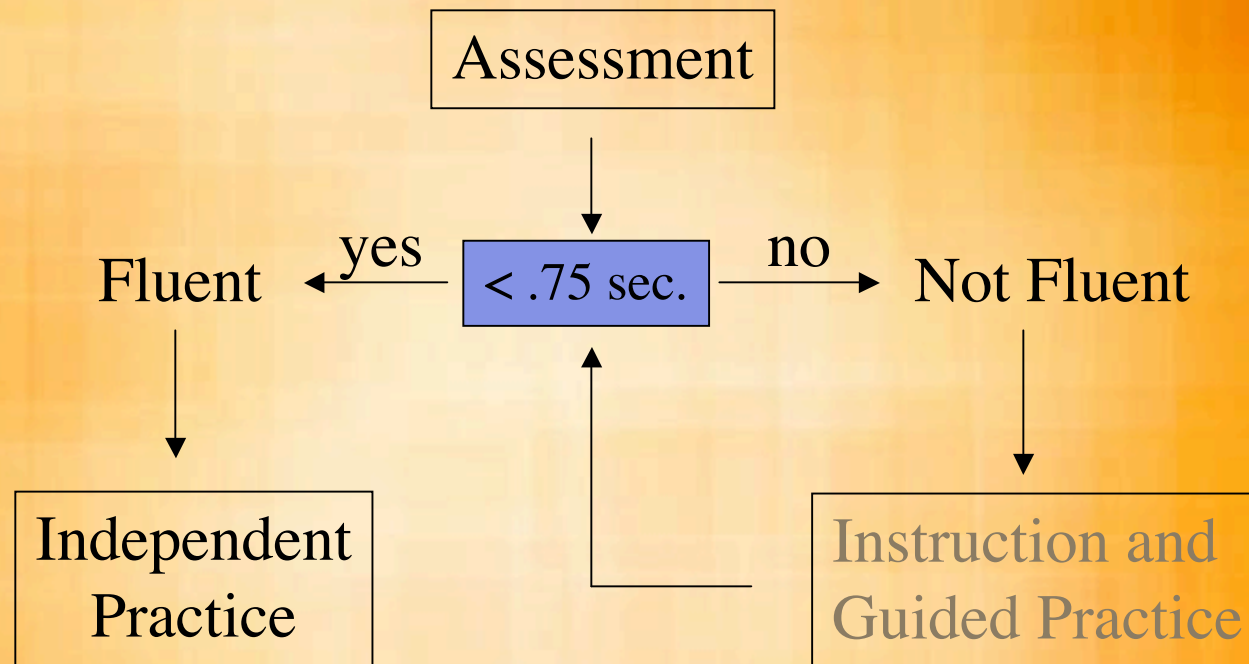 Assessment
yes
no
Fluent
< .75 sec.
Not Fluent
Independent
Practice
Instruction and
Guided Practice